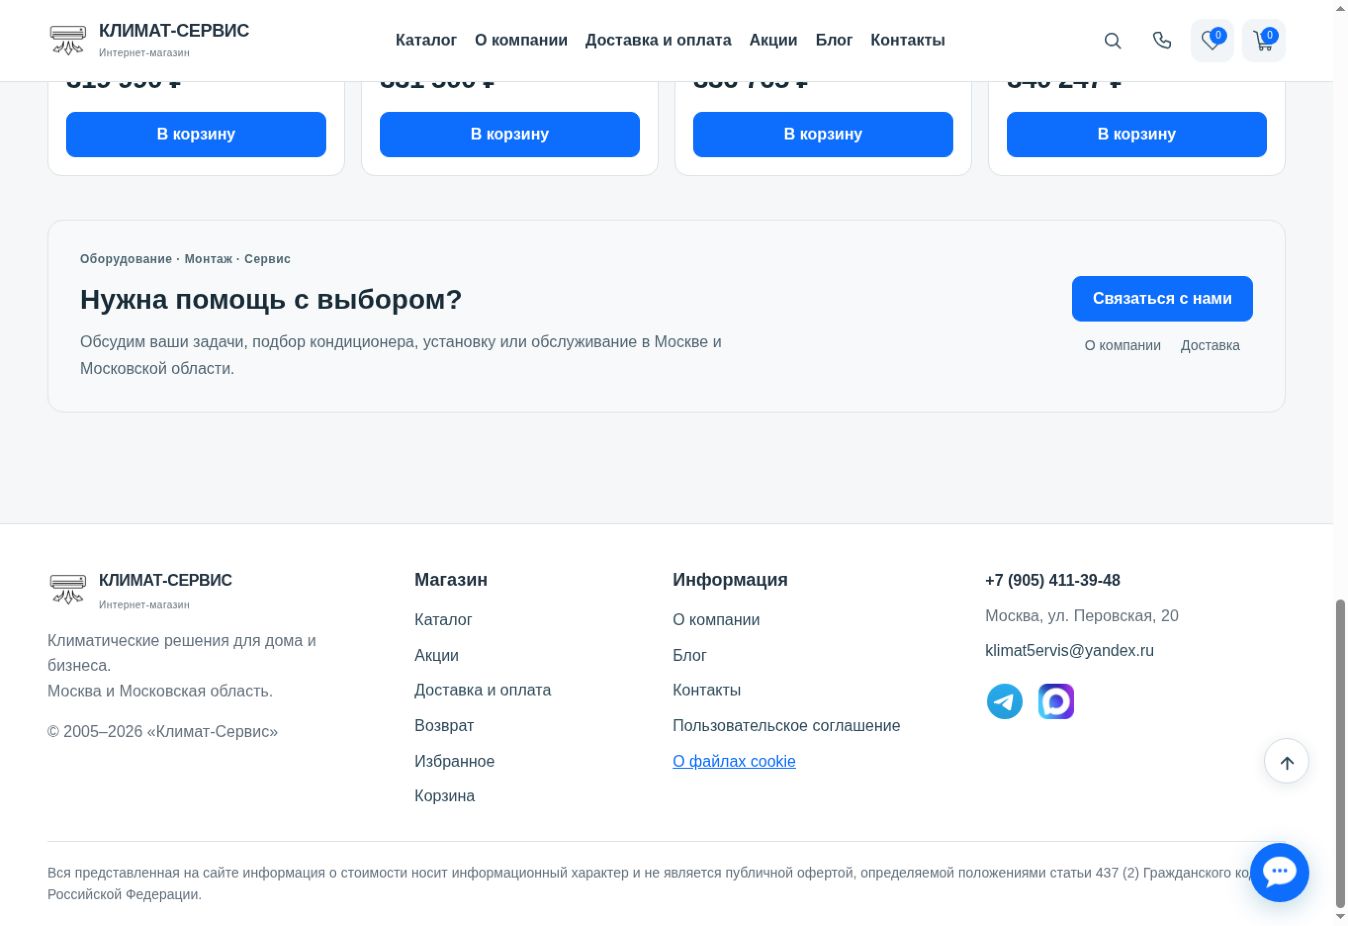 КЛИМАТ-СЕРВИС
Интернет-магазин
Каталог О компании Доставка и оплата Акции Блог Контакты
0 0
В корзину В корзину В корзину В корзину
Оборудование · Монтаж · Сервис
Нужна помощь с выбором?
Обсудим ваши задачи, подбор кондиционера, установку или обслуживание в Москве и
Московской области.
Связаться с нами
О компании Доставка
КЛИМАТ-СЕРВИС
Интернет-магазин
Климатические решения для дома и
бизнеса.
Москва и Московская область.
© 2005–2026 «Климат-Сервис»
Магазин
Каталог
Акции
Доставка и оплата
Возврат
Избранное
Корзина
Информация
О компании
Блог
Контакты
Пользовательское соглашение
О файлах cookie
+7 (905) 411-39-48
Москва, ул. Перовская, 20
klimat5ervis@yandex.ru
Вся представленная на сайте информация о стоимости носит информационный характер и не является публичной офертой, определяемой положениями статьи 437 (2) Гражданского
Российской Федерации.